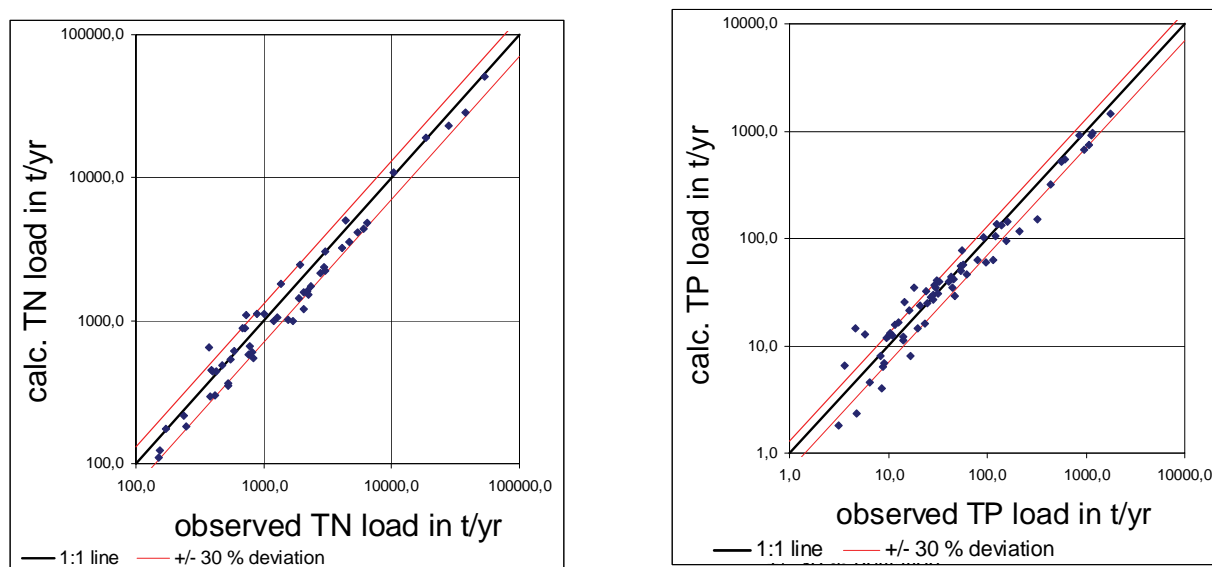 100000,0
10000,0
1000,0
100,0
calc. TN load in t/yr
100,0 1000,0 10000,0 100000,0
observed TN load in t/yr
1:1 line +/- 30 % deviation
10000,0
1000,0
100,0
10,0
1,0
calc. TP load in t/yr
1,0 10,0 100,0 1000,0 10000,0
observed TP load in t/yr
1:1 line +/- 30 % deviation